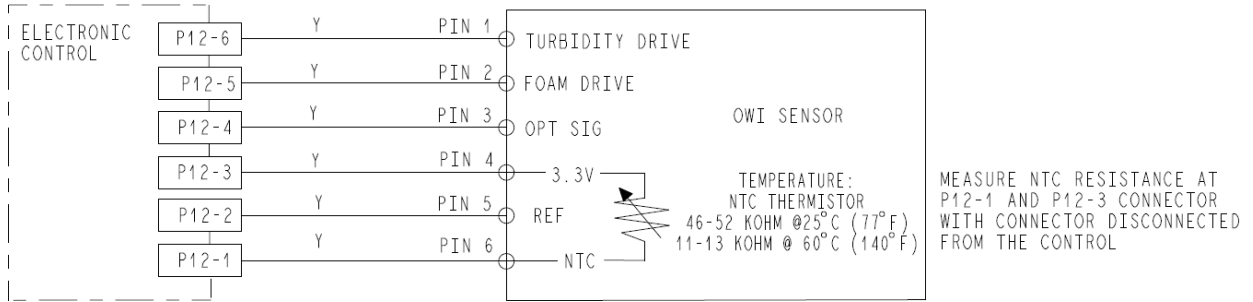 ELECTRONIC
CONTROL
P12-6 Y PIN 1 TURBIDITY DRIVE
P12-5 Y PIN 2 FOAM DRIVE
P12-4 Y PIN 3 OPT SIG
P12-3 Y PIN 4 3.3V
P12-2 Y PIN 5 REF
P12-1 Y PIN 6 NTC
OWI SENSOR
TEMPERATURE:
NTC THERMISTOR
46-52 KOHM @25°C (77°F)
11-13 KOHM @ 60°C (140°F)
MEASURE NTC RESISTANCE AT
P12-1 AND P12-3 CONNECTOR
WITH CONNECTOR DISCONNECTED
FROM THE CONTROL